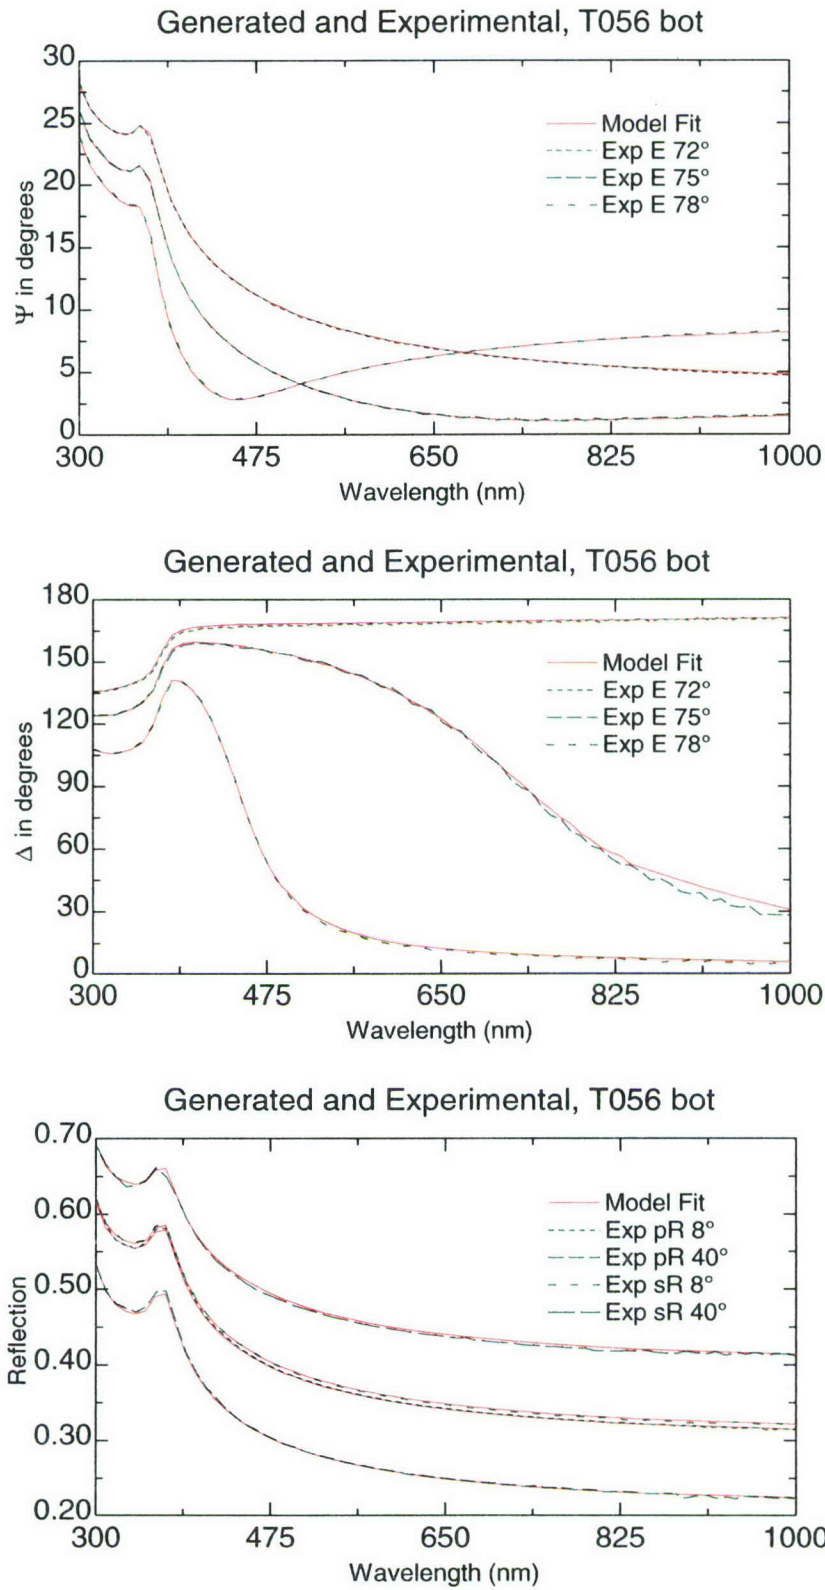 Generated and Experimental, T056 bot
30
25
20
15
10
5
0
Ψ in degrees
Model Fit
Exp E 72°
Exp E 75°
Exp E 78°
300 475 650 825 1000
Wavelength (nm)
Generated and Experimental, T056 bot
180
150
120
90
60
30
0
Δ in degrees
Model Fit
Exp E 72°
Exp E 75°
Exp E 78°
300 475 650 825 1000
Wavelength (nm)
Generated and Experimental, T056 bot
0.70
0.60
0.50
0.40
0.30
0.20
Reflection
Model Fit
Exp pR 8°
Exp pR 40°
Exp sR 8°
Exp sR 40°
300 475 650 825 1000
Wavelength (nm)